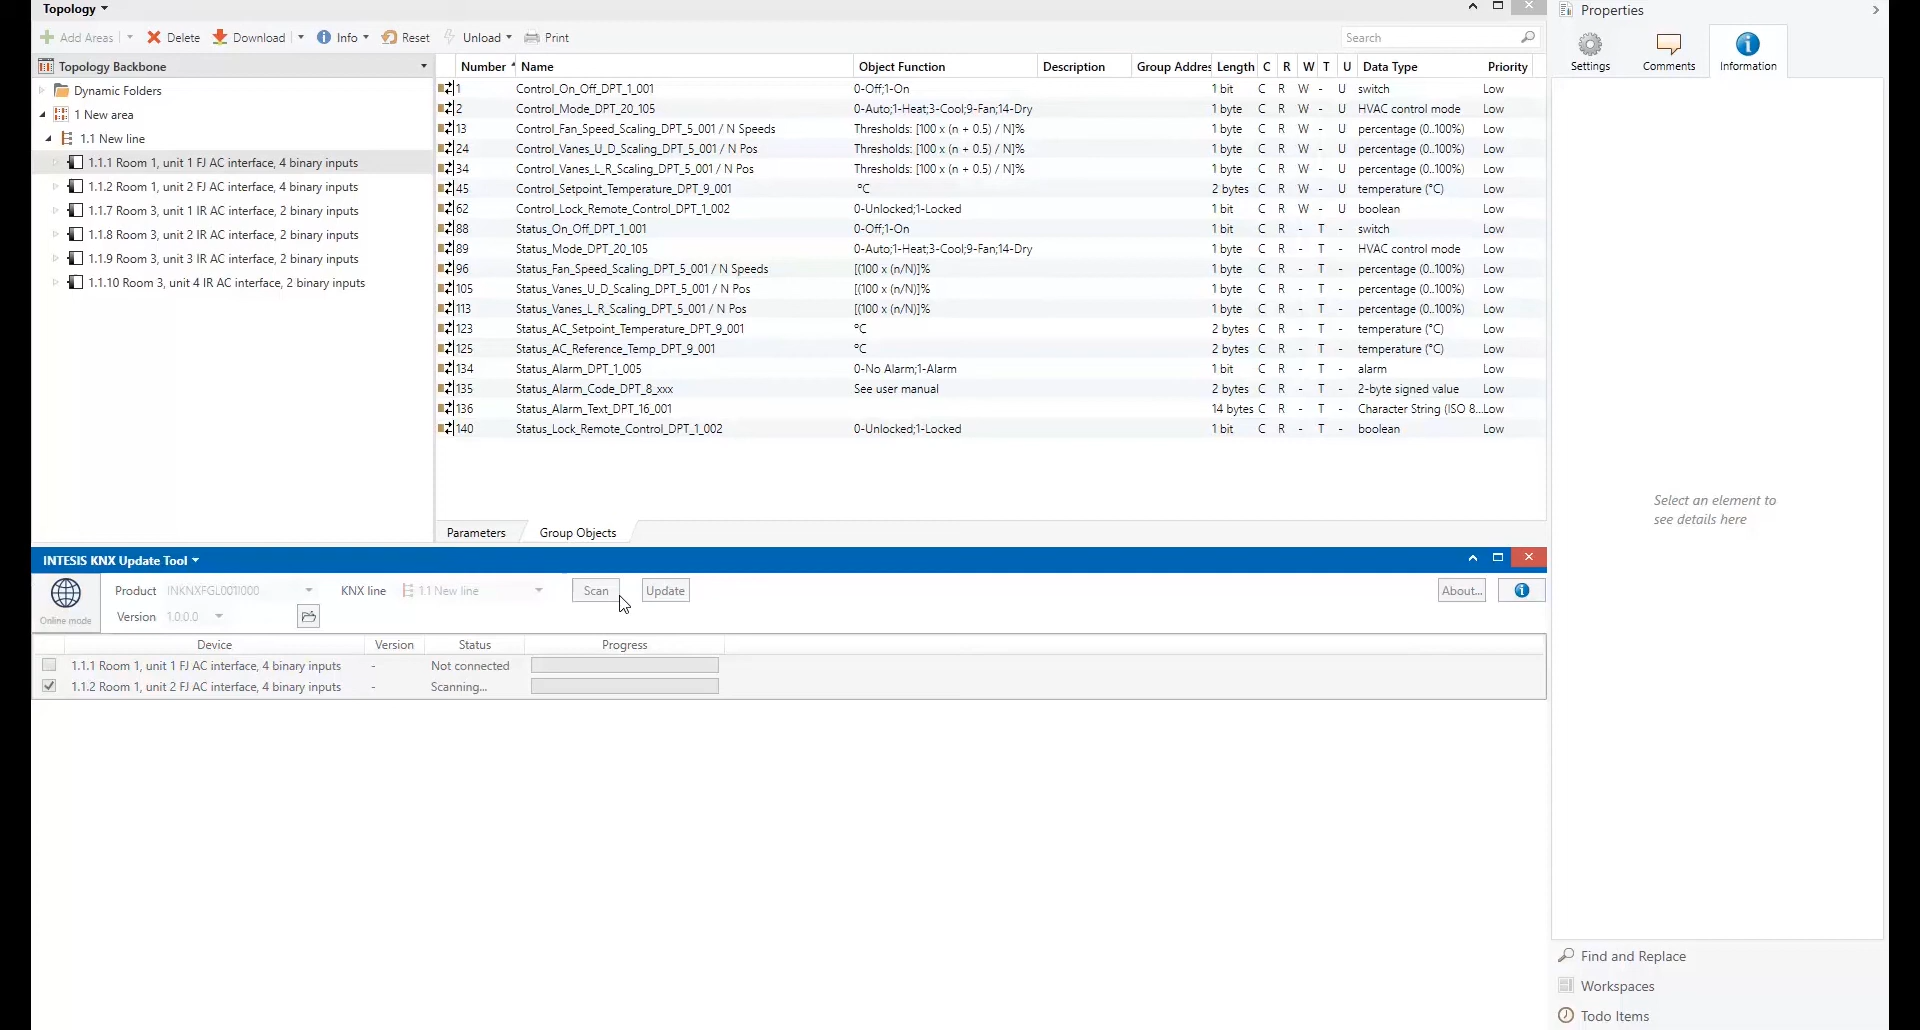 Topology
Add Areas Delete Download Info Reset Unload Print Search
Topology Backbone
Dynamic Folders
1 New area
1.1 New line
1.1.1 Room 1, unit 1 FJ AC interface, 4 binary inputs
1.1.2 Room 1, unit 2 FJ AC interface, 4 binary inputs
1.1.7 Room 3, unit 1 IR AC interface, 2 binary inputs
1.1.8 Room 3, unit 2 IR AC interface, 2 binary inputs
1.1.9 Room 3, unit 3 IR AC interface, 2 binary inputs
1.1.10 Room 3, unit 4 IR AC interface, 2 binary inputs
Number Name Object Function Description Group Addres Length C R W T U Data Type Priority
1 Control_On_Off_DPT_1_001 0-Off;1-On 1 bit C R W - U switch Low
2 Control_Mode_DPT_20_105 0-Auto;1-Heat;3-Cool;9-Fan;14-Dry 1 byte C R W - U HVAC control mode Low
13 Control_Fan_Speed_Scaling_DPT_5_001 / N Speeds Thresholds: [100 x (n + 0.5) / N]% 1 byte C R W - U percentage (0..100%) Low
24 Control_Vanes_U_D_Scaling_DPT_5_001 / N Pos Thresholds: [100 x (n + 0.5) / N]% 1 byte C R W - U percentage (0..100%) Low
34 Control_Vanes_L_R_Scaling_DPT_5_001 / N Pos Thresholds: [100 x (n + 0.5) / N]% 1 byte C R W - U percentage (0..100%) Low
45 Control_Setpoint_Temperature_DPT_9_001 °C 2 bytes C R W - U temperature (°C) Low
62 Control_Lock_Remote_Control_DPT_1_002 0-Unlocked;1-Locked 1 bit C R W - U boolean Low
88 Status_On_Off_DPT_1_001 0-Off;1-On 1 bit C R - T - switch Low
89 Status_Mode_DPT_20_105 0-Auto;1-Heat;3-Cool;9-Fan;14-Dry 1 byte C R - T - HVAC control mode Low
96 Status_Fan_Speed_Scaling_DPT_5_001 / N Speeds [(100 x (n/N)]% 1 byte C R - T - percentage (0..100%) Low
105 Status_Vanes_U_D_Scaling_DPT_5_001 / N Pos [(100 x (n/N)]% 1 byte C R - T - percentage (0..100%) Low
113 Status_Vanes_L_R_Scaling_DPT_5_001 / N Pos [(100 x (n/N)]% 1 byte C R - T - percentage (0..100%) Low
123 Status_AC_Setpoint_Temperature_DPT_9_001 °C 2 bytes C R - T - temperature (°C) Low
125 Status_AC_Reference_Temp_DPT_9_001 °C 2 bytes C R - T - temperature (°C) Low
134 Status_Alarm_DPT_1_005 0-No Alarm;1-Alarm 1 bit C R - T - alarm Low
135 Status_Alarm_Code_DPT_8_xxx See user manual 2 bytes C R - T - 2-byte signed value Low
136 Status_Alarm_Text_DPT_16_001 14 bytes C R - T - Character String (ISO 8... Low
140 Status_Lock_Remote_Control_DPT_1_002 0-Unlocked;1-Locked 1 bit C R - T - boolean Low
Parameters Group Objects
INTESIS KNX Update Tool
Online mode
Product INKNXFGL001I000 KNX line 1.1 New line Scan Update About...
Version 1.0.0.0
Device Version Status Progress
1.1.1 Room 1, unit 1 FJ AC interface, 4 binary inputs - Not connected
1.1.2 Room 1, unit 2 FJ AC interface, 4 binary inputs - Scanning...
Properties
Settings Comments Information
Select an element to
see details here
Find and Replace
Workspaces
Todo Items